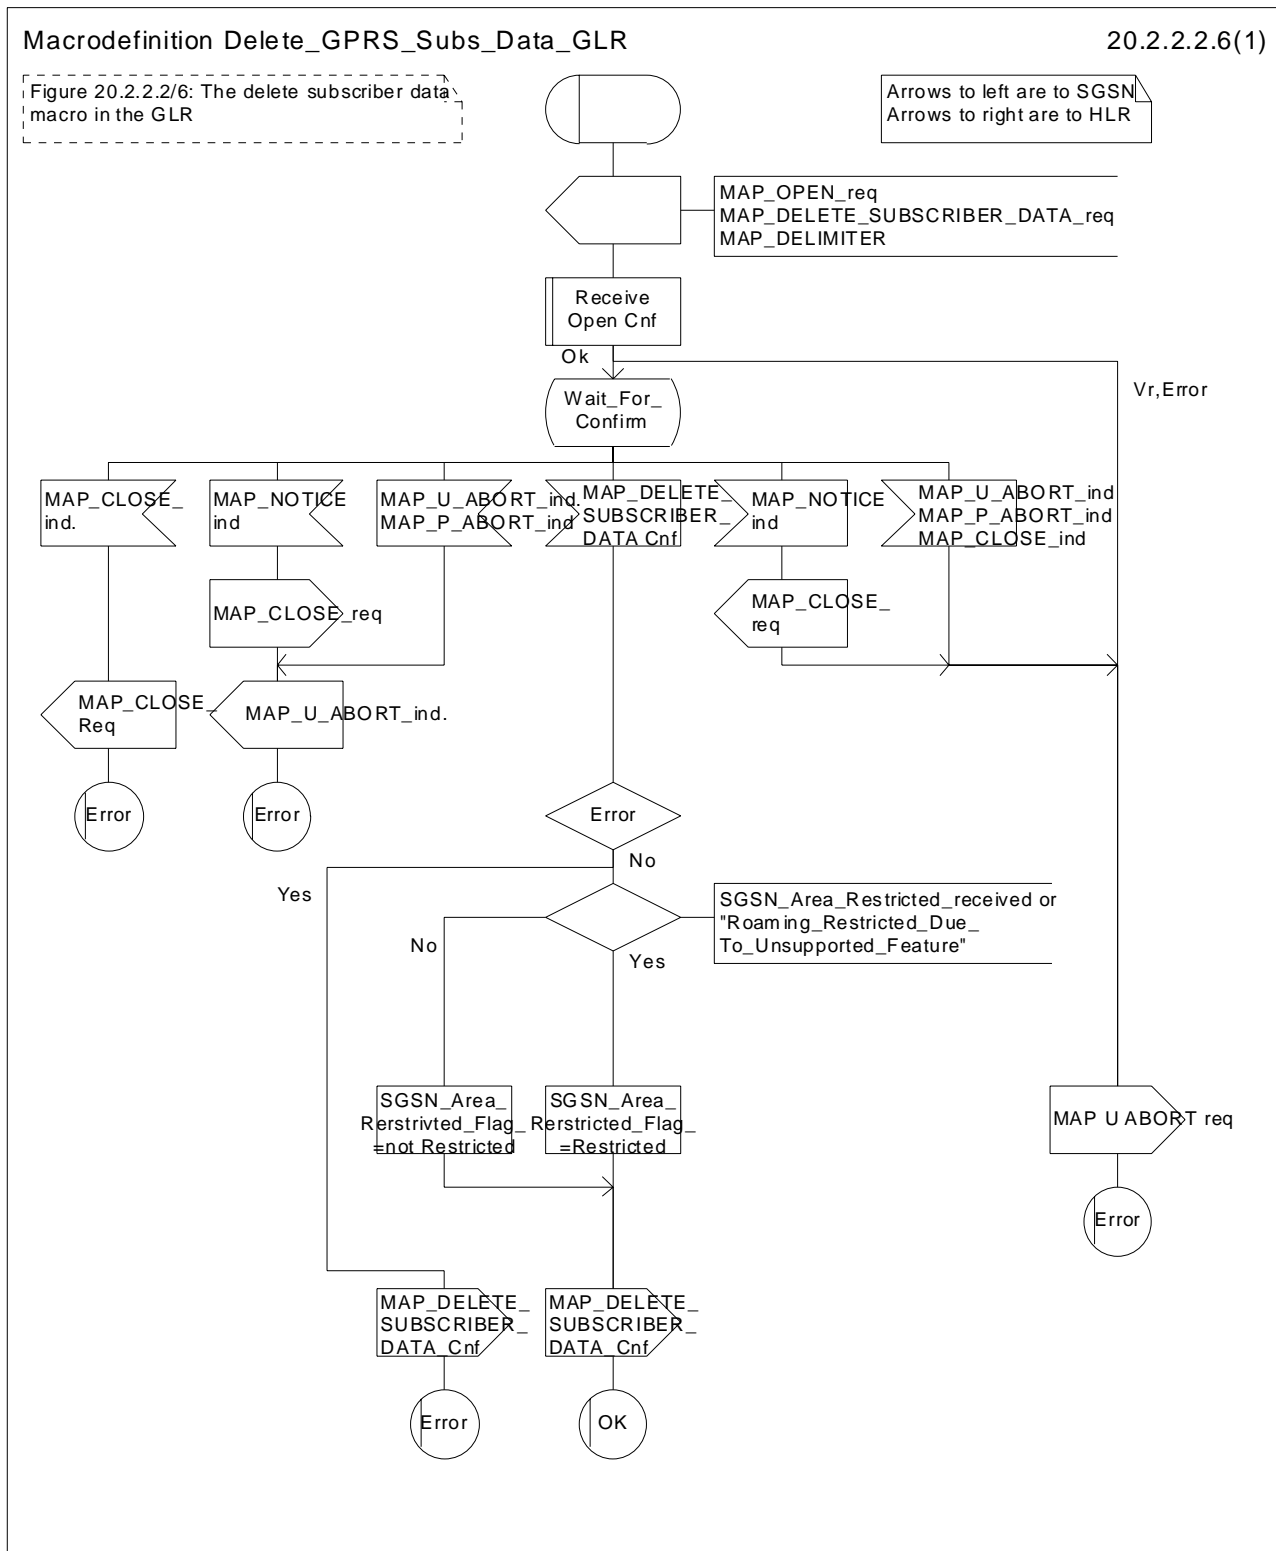 Macrodefinition Delete_GPRS_Subs_Data_GLR
20.2.2.2.6(1)
Figure 20.2.2.2/6: The delete subscriber data
macro in the GLR
Arrows to left are to SGSN
Arrows to right are to HLR
MAP_OPEN_req
MAP_DELETE_SUBSCRIBER_DATA_req
MAP_DELIMITER
Receive
Open Cnf
Ok
Vr,Error
Wait_For_
Confirm
MAP_CLOSE_
ind.
MAP_NOTICE
ind
MAP_U_ABORT_ind.
MAP_P_ABORT_ind
MAP_DELETE_
SUBSCRIBER_
DATA Cnf
MAP_NOTICE
ind
MAP_U_ABORT_ind
MAP_P_ABORT_ind
MAP_CLOSE_ind
MAP_CLOSE_req
MAP_CLOSE_
req
MAP_CLOSE_
Req
MAP_U_ABORT_ind.
Error
Error
Error
No
Yes
SGSN_Area_Restricted_received or
"Roaming_Restricted_Due_
To_Unsupported_Feature"
No
Yes
SGSN_Area_
Rerstrivted_Flag_
=not Restricted
SGSN_Area_
Rerstricted_Flag_
=Restricted
MAP U ABORT req
Error
MAP_DELETE_
SUBSCRIBER_
DATA_Cnf
MAP_DELETE_
SUBSCRIBER_
DATA_Cnf
Error
OK